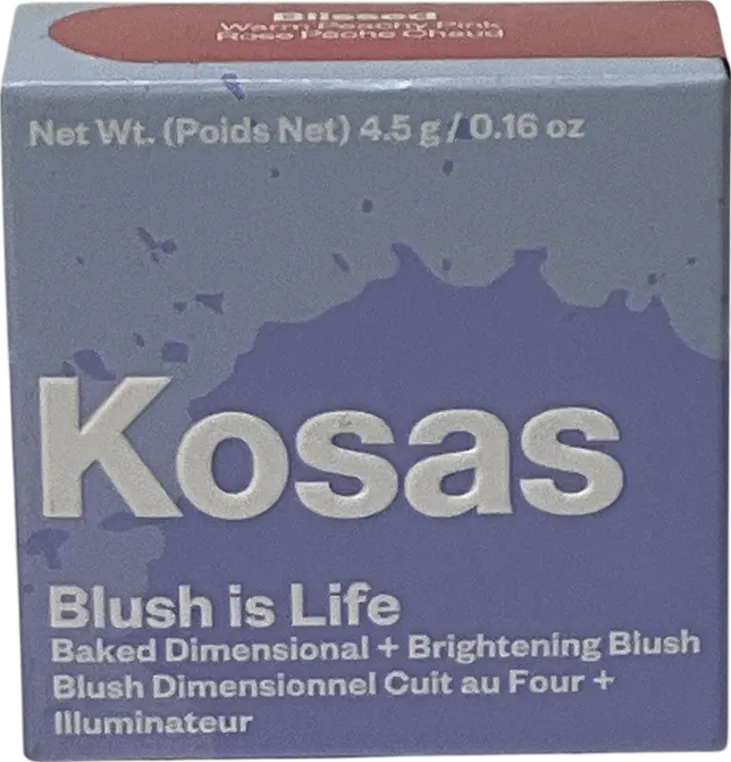 Blissed
Warm Peachy Pink
Rose Pêche Chaud
Net Wt. (Poids Net) 4.5 g / 0.16 oz
Kosas
Blush is Life
Baked Dimensional + Brightening Blush
Blush Dimensionnel Cuit au Four +
Illuminateur